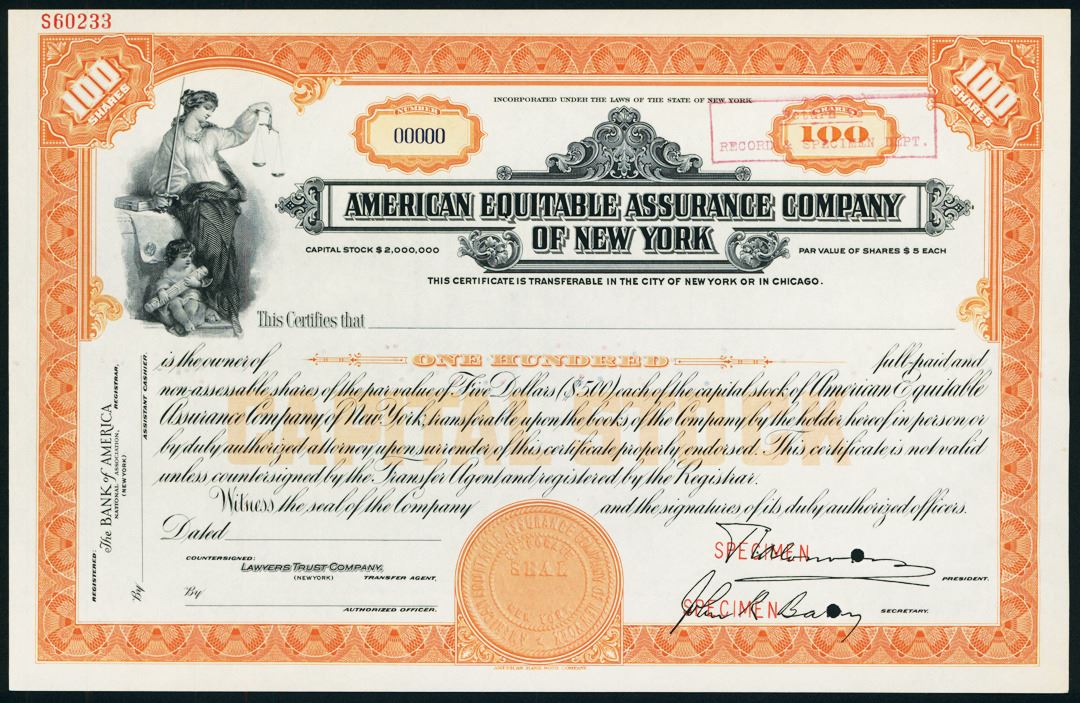 S60233
100
SHARES
100
SHARES
INCORPORATED UNDER THE LAWS OF THE STATE OF NEW YORK
NUMBER
00000
SHARES
100
RECORD & SPECIMEN DEPT.
AMERICAN EQUITABLE ASSURANCE COMPANY
OF NEW YORK
CAPITAL STOCK $2,000,000
PAR VALUE OF SHARES $5 EACH
THIS CERTIFICATE IS TRANSFERABLE IN THE CITY OF NEW YORK OR IN CHICAGO.
This Certifies that
is the owner of ONE HUNDRED full-paid and
non-assessable shares of the par value of Five Dollars ($5.00) each of the capital stock of American Equitable
Assurance Company of New York, transferable upon the books of the Company by the holder hereof in person or
by duly authorized attorney upon surrender of this certificate properly endorsed. This certificate is not valid
unless countersigned by the Transfer Agent and registered by the Registrar.
CAPITAL STOCK
Witness the seal of the Company and the signatures of its duly authorized officers.
Dated
COUNTERSIGNED:
LAWYERS TRUST COMPANY,
(NEW YORK) TRANSFER AGENT,
By
AUTHORIZED OFFICER.
REGISTERED:
The BANK of AMERICA
NATIONAL ASSOCIATION,
(NEW YORK)
REGISTRAR,
By
ASSISTANT CASHIER.
SEAL
SPECIMEN
PRESIDENT.
SPECIMEN
SECRETARY.
AMERICAN BANK NOTE COMPANY